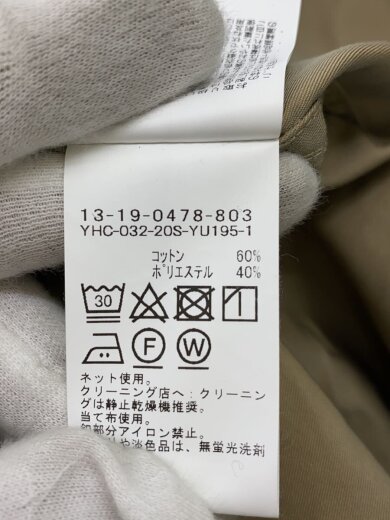 13-19-0478-803
YHC-032-20S-YU195-1
コットン 60%
ポリエステル 40%
30
F W
ネット使用。
クリーニング店へ：クリーニン
グは静止乾燥機推奨。
当て布使用。
釦部分アイロン禁止。
淡色品は、無蛍光洗剤